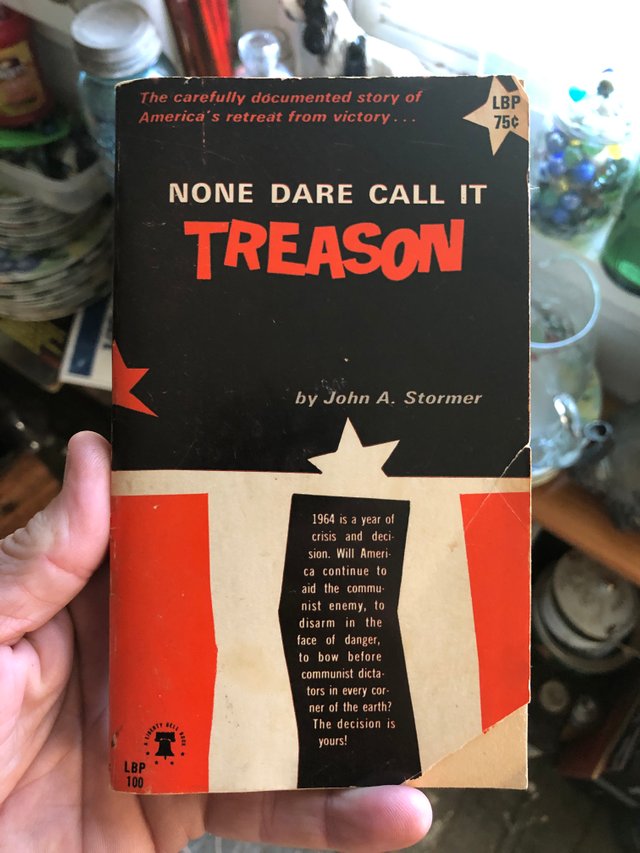 The carefully documented story of
America's retreat from victory...
LBP
75¢
NONE DARE CALL IT
TREASON
by John A. Stormer
1964 is a year of
crisis and deci-
sion. Will Ameri-
ca continue to
aid the commu-
nist enemy, to
disarm in the
face of danger,
to bow before
communist dicta-
tors in every cor-
ner of the earth?
The decision is
yours!
A LIBERTY BELL BOOK
LBP
100